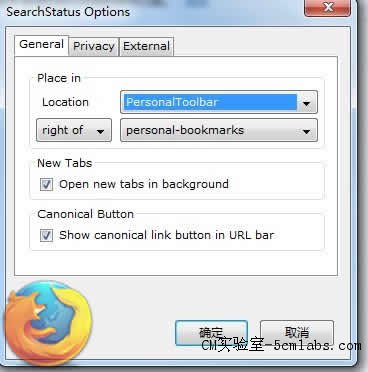 SearchStatus Options
General Privacy External
Place in
Location PersonalToolbar
right of personal-bookmarks
New Tabs
Open new tabs in background
Canonical Button
Show canonical link button in URL bar
确定 取消
CM实验室-5cmlabs.com